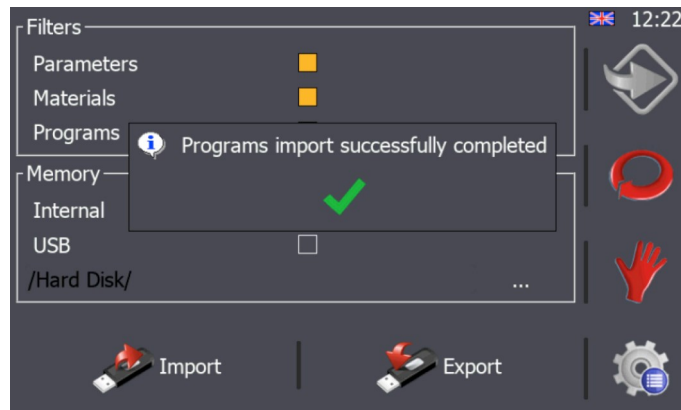 Filters
12:22
Parameters
Materials
Programs
Programs import successfully completed
Memory
Internal
USB
/Hard Disk/
...
Import
Export